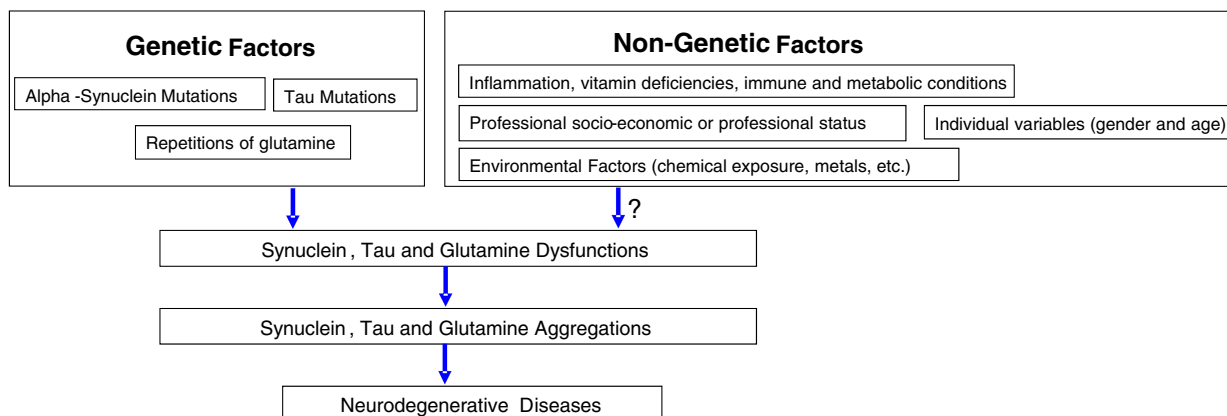 Genetic Factors
Alpha -Synuclein Mutations
Tau Mutations
Repetitions of glutamine
Non-Genetic Factors
Inflammation, vitamin deficiencies, immune and metabolic conditions
Professional socio-economic or professional status
Individual variables (gender and age)
Environmental Factors (chemical exposure, metals, etc.)
?
Synuclein , Tau and Glutamine Dysfunctions
Synuclein , Tau and Glutamine Aggregations
Neurodegenerative Diseases